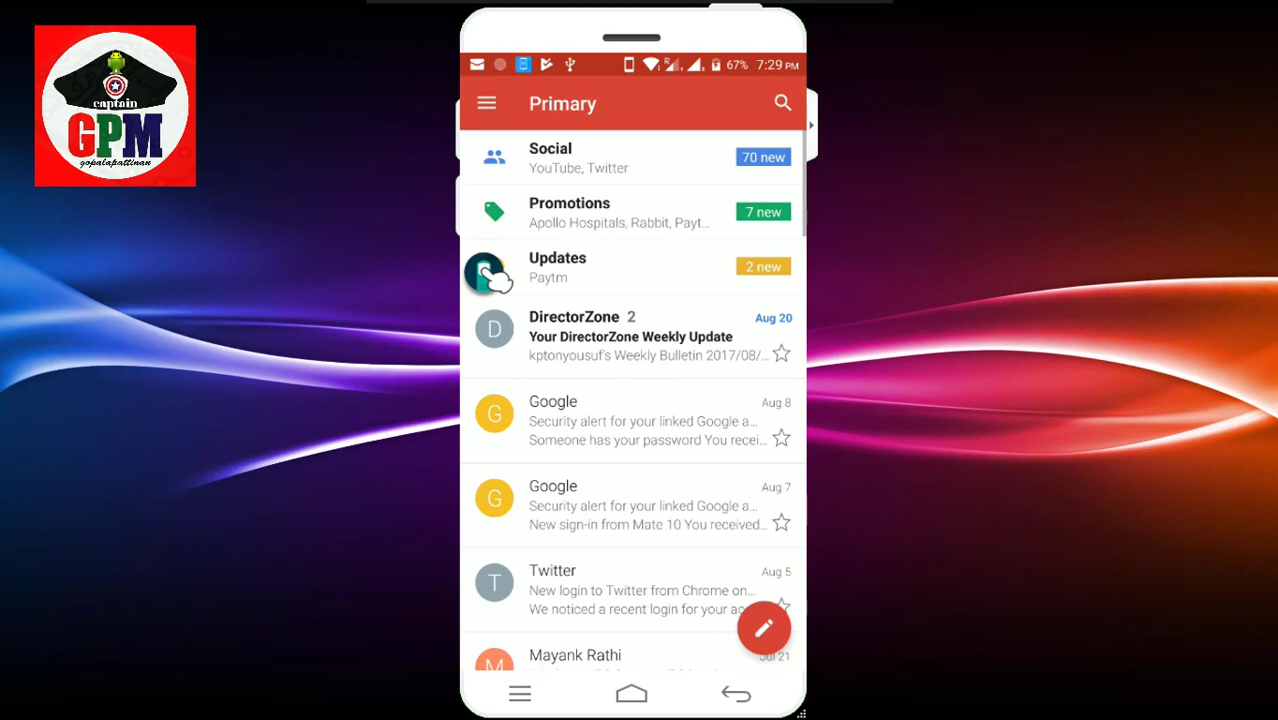 captain
GPM
gopalapattinan
R
67% 7:29 PM
Primary
Social
70 new
YouTube, Twitter
Promotions
7 new
Apollo Hospitals, Rabbit, Payt...
Updates
2 new
Paytm
D
DirectorZone 2
Aug 20
Your DirectorZone Weekly Update
kptonyousuf's Weekly Bulletin 2017/08/...
G
Google
Aug 8
Security alert for your linked Google a...
Someone has your password You recei...
G
Google
Aug 7
Security alert for your linked Google a...
New sign-in from Mate 10 You received...
T
Twitter
Aug 5
New login to Twitter from Chrome on...
We noticed a recent login for your ac
M
Mayank Rathi
Jul 21